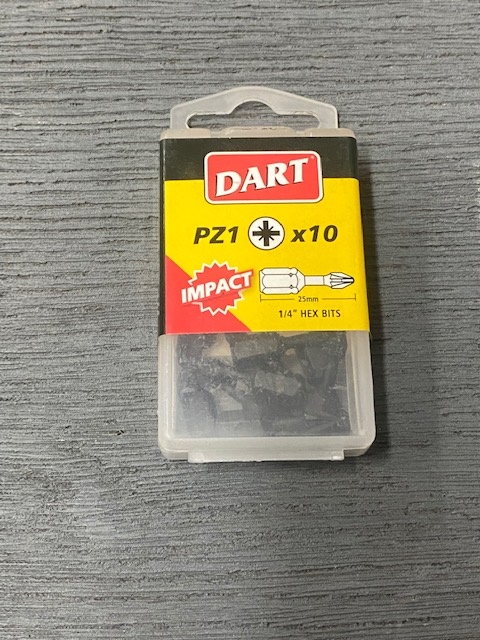 DART®
PZ1 x10
IMPACT
25mm
1/4" HEX BITS